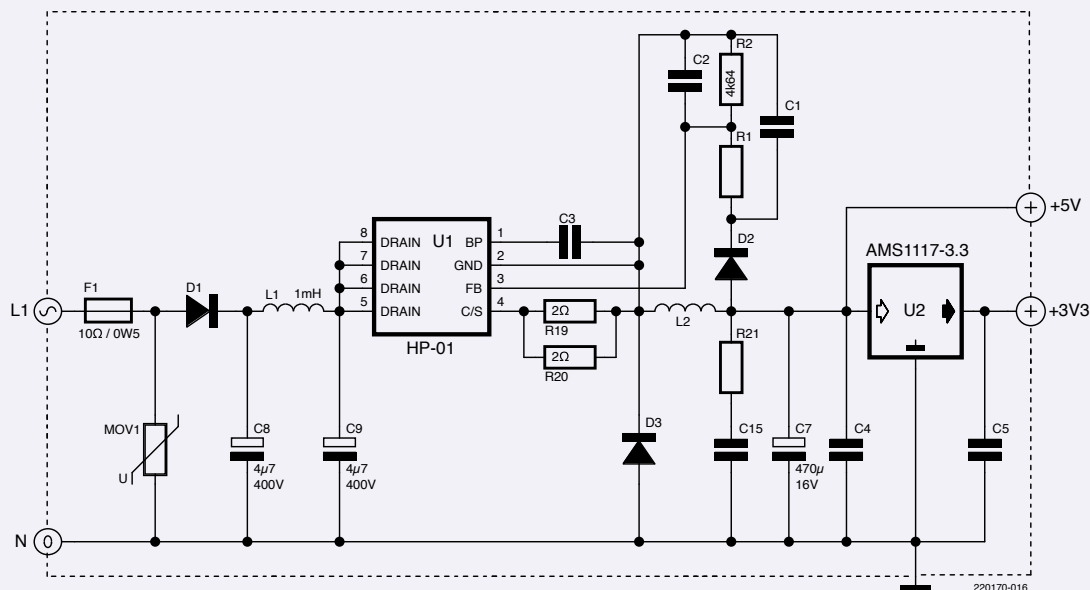 R2
C2
4k64
C1
R1
+5V
C3
D2
8 DRAIN U1 BP 1
7 DRAIN GND 2
6 DRAIN FB 3
5 DRAIN C/S 4
HP-01
AMS1117-3.3
U2
L1
F1
10Ω / 0W5
D1
L1 1mH
2Ω
R19
2Ω
R20
L2
R21
+3V3
MOV1
U
C8
4µ7
400V
C9
4µ7
400V
D3
C15
C7
470µ
16V
C4
C5
N 0
220170-016